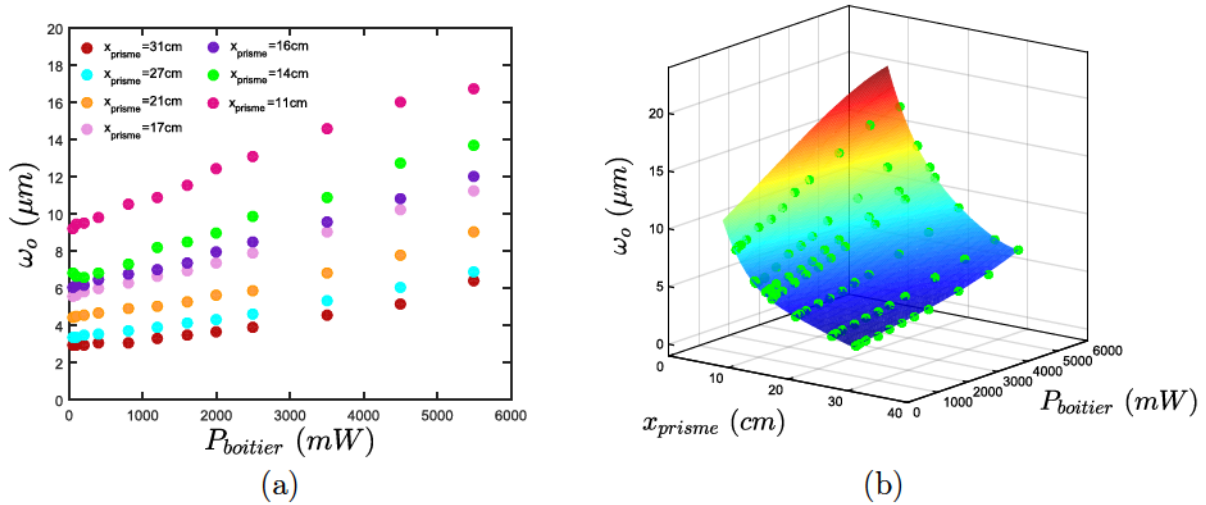 20
18
16
14
12
10
8
6
4
2
0
ω_o (μm)
x_prisme=31cm
x_prisme=27cm
x_prisme=21cm
x_prisme=17cm
x_prisme=16cm
x_prisme=14cm
x_prisme=11cm
0 1000 2000 3000 4000 5000 6000
P_boitier (mW)
(a)
20
15
10
5
0
ω_o (μm)
0 10 20 30 40
x_prisme (cm)
0 1000 2000 3000 4000 5000 6000
P_boitier (mW)
(b)